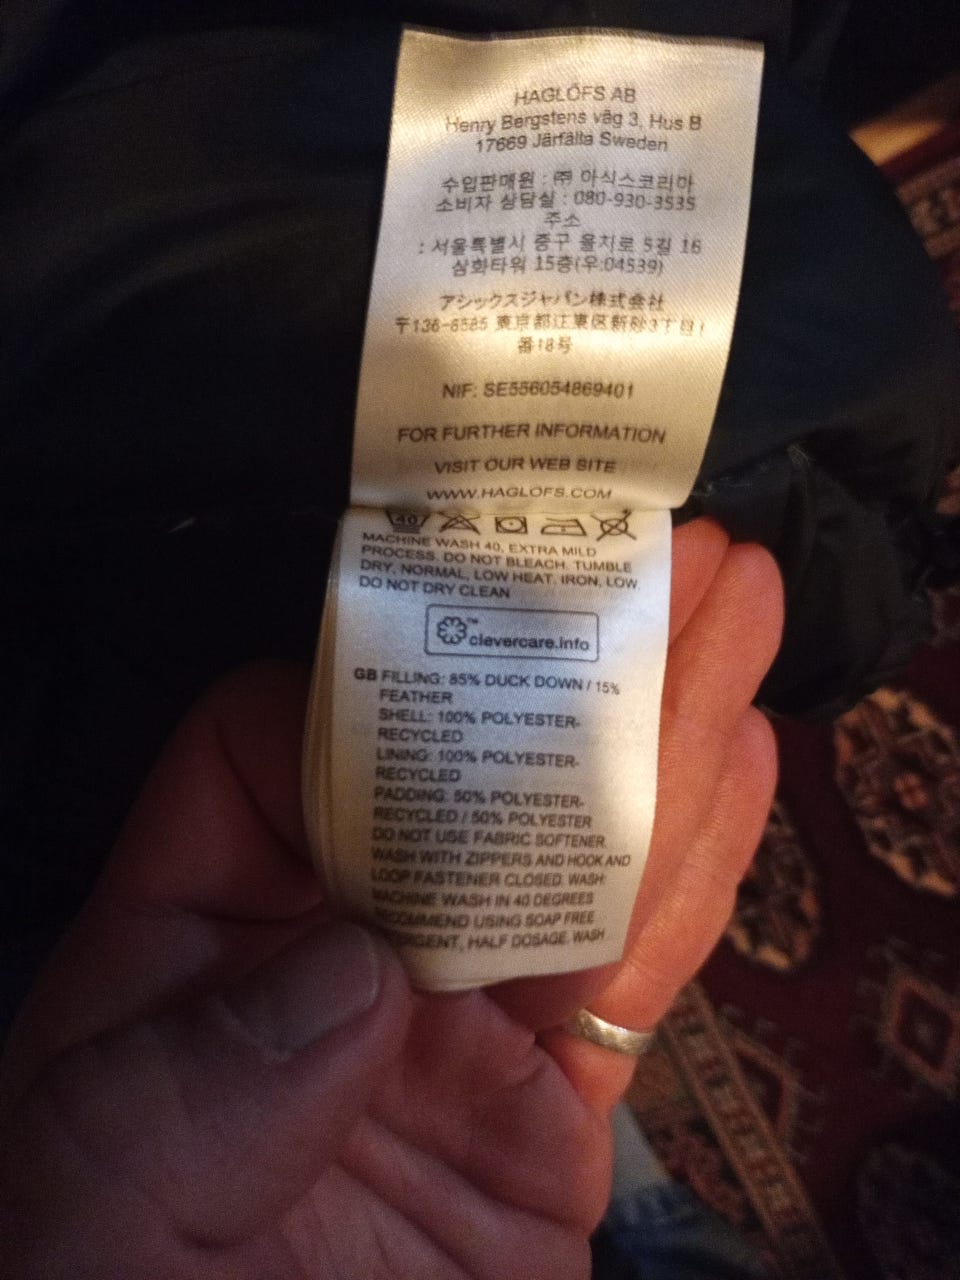 HAGLÖFS AB
Henry Bergstens väg 3, Hus B
17669 Järfälla Sweden
수입판매원 : ㈜ 아식스코리아
소비자 상담실 : 080-930-3535
주소
: 서울특별시 중구 을지로 5길 16
삼화타워 15층(우:04539)
アシックスジャパン株式会社
〒136-8585 東京都江東区新砂3丁目1
番18号
NIF: SE556054869401
FOR FURTHER INFORMATION
VISIT OUR WEB SITE
WWW.HAGLOFS.COM
40
MACHINE WASH 40, EXTRA MILD
PROCESS. DO NOT BLEACH. TUMBLE
DRY, NORMAL, LOW HEAT. IRON, LOW.
DO NOT DRY CLEAN
™
clevercare.info
GB FILLING: 85% DUCK DOWN / 15%
FEATHER
SHELL: 100% POLYESTER-
RECYCLED
LINING: 100% POLYESTER-
RECYCLED
PADDING: 50% POLYESTER-
RECYCLED / 50% POLYESTER
DO NOT USE FABRIC SOFTENER.
WASH WITH ZIPPERS AND HOOK AND
LOOP FASTENER CLOSED. WASH:
MACHINE WASH IN 40 DEGREES
RECOMMEND USING SOAP FREE
DETERGENT, HALF DOSAGE. WASH